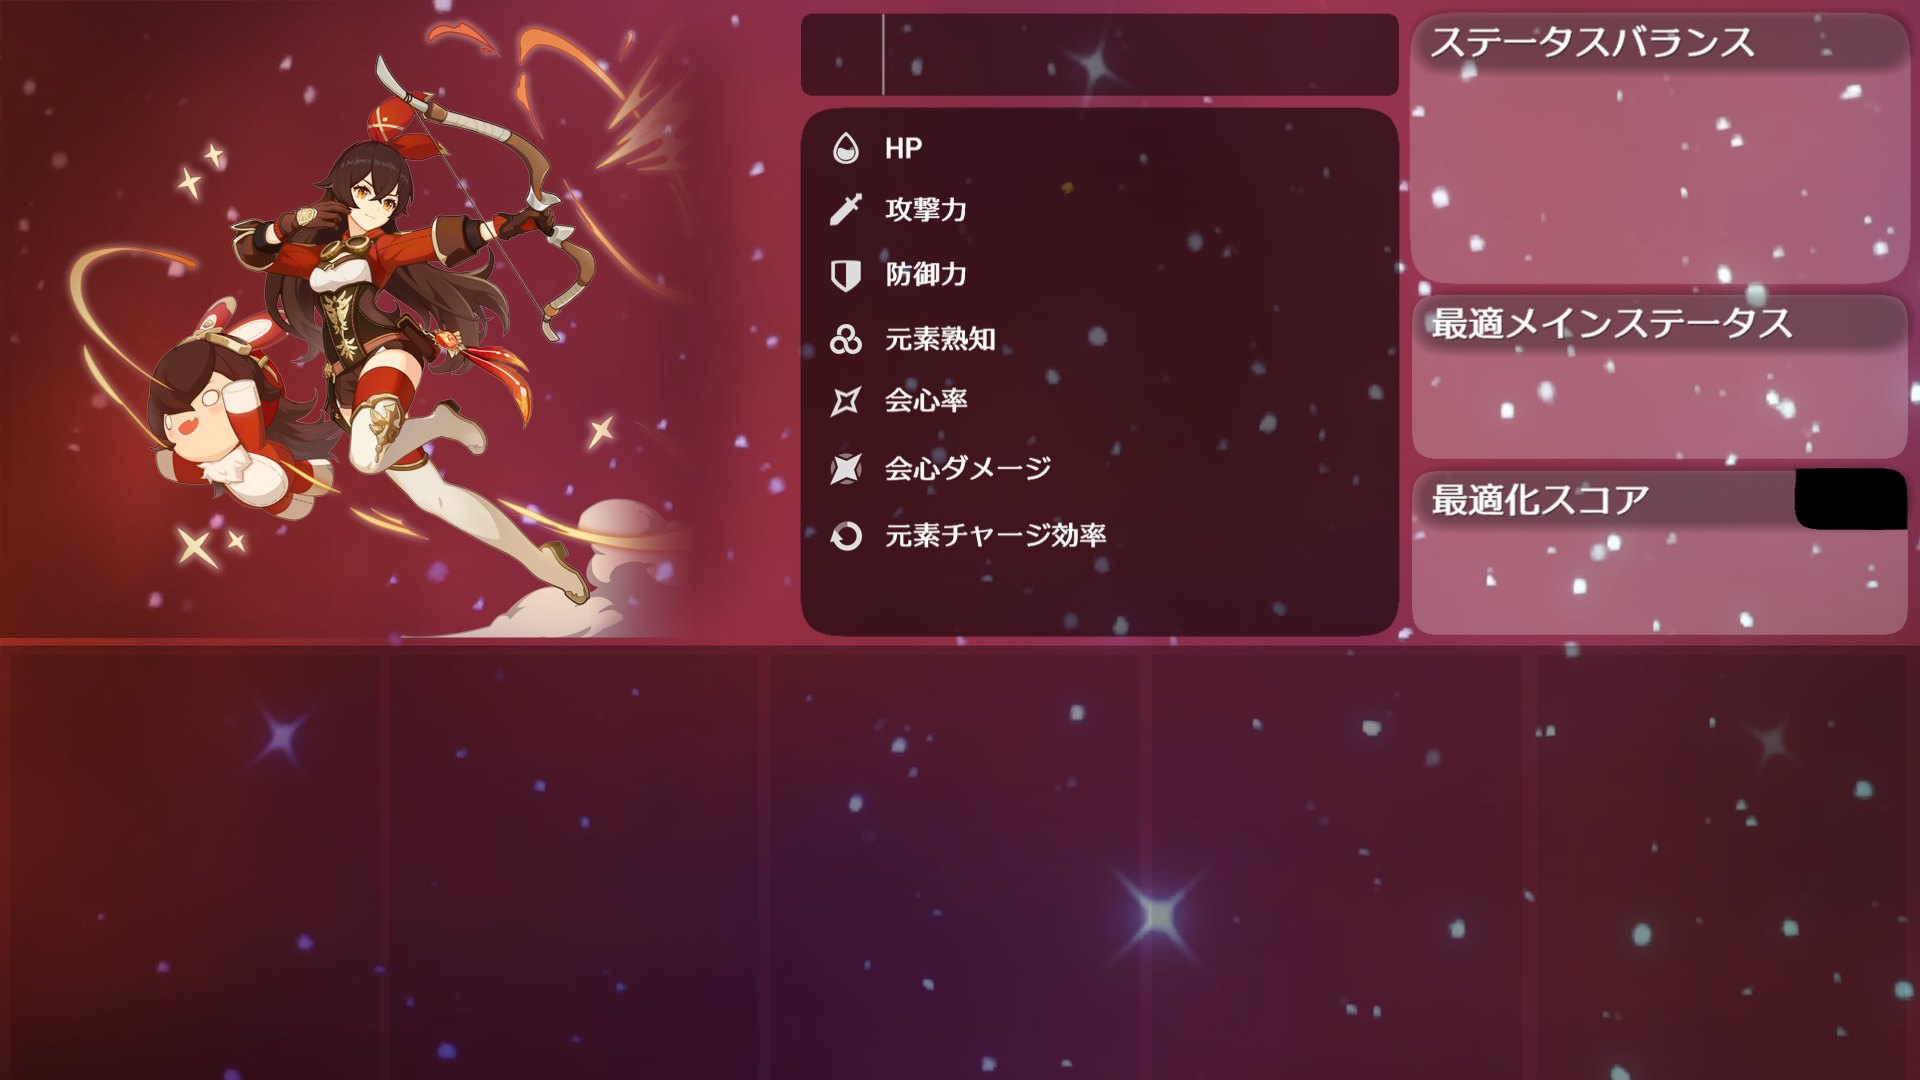 HP
攻撃力
防御力
元素熟知
会心率
会心ダメージ
元素チャージ効率
ステータスバランス
最適メインステータス
最適化スコア